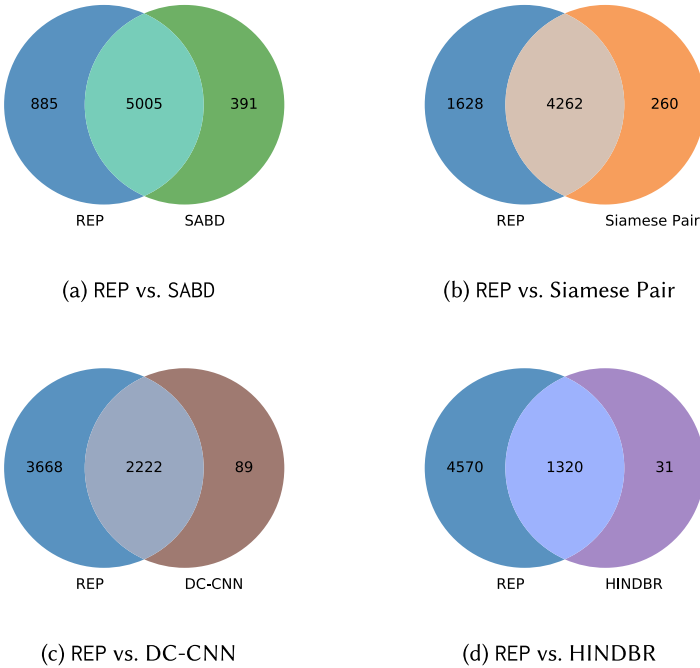 885 5005 391
REP SABD
(a) REP vs. SABD
1628 4262 260
REP Siamese Pair
(b) REP vs. Siamese Pair
3668 2222 89
REP DC-CNN
(c) REP vs. DC-CNN
4570 1320 31
REP HINDBR
(d) REP vs. HINDBR